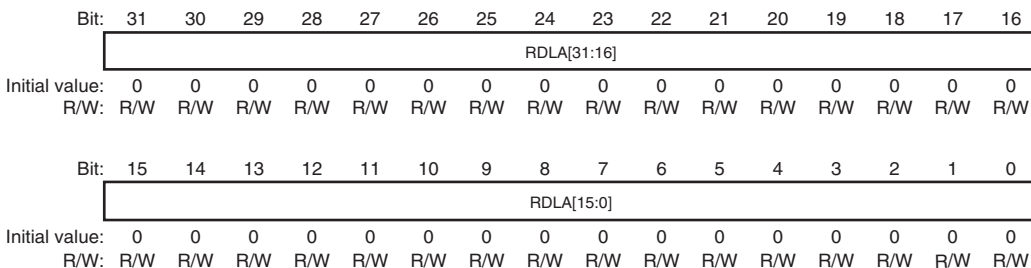 Bit: 31 30 29 28 27 26 25 24 23 22 21 20 19 18 17 16
RDLA[31:16]
Initial value: 0 0 0 0 0 0 0 0 0 0 0 0 0 0 0 0
R/W: R/W R/W R/W R/W R/W R/W R/W R/W R/W R/W R/W R/W R/W R/W R/W R/W
Bit: 15 14 13 12 11 10 9 8 7 6 5 4 3 2 1 0
RDLA[15:0]
Initial value: 0 0 0 0 0 0 0 0 0 0 0 0 0 0 0 0
R/W: R/W R/W R/W R/W R/W R/W R/W R/W R/W R/W R/W R/W R/W R/W R/W R/W